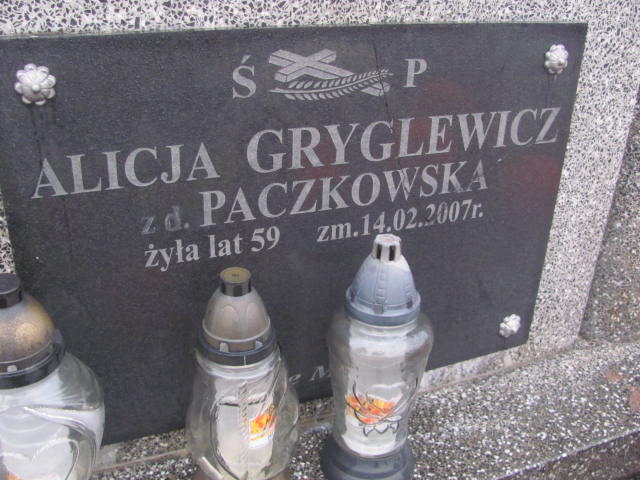 Ś P
ALICJA GRYGLEWICZ
z d. PACZKOWSKA
żyła lat 59 zm.14.02.2007r.